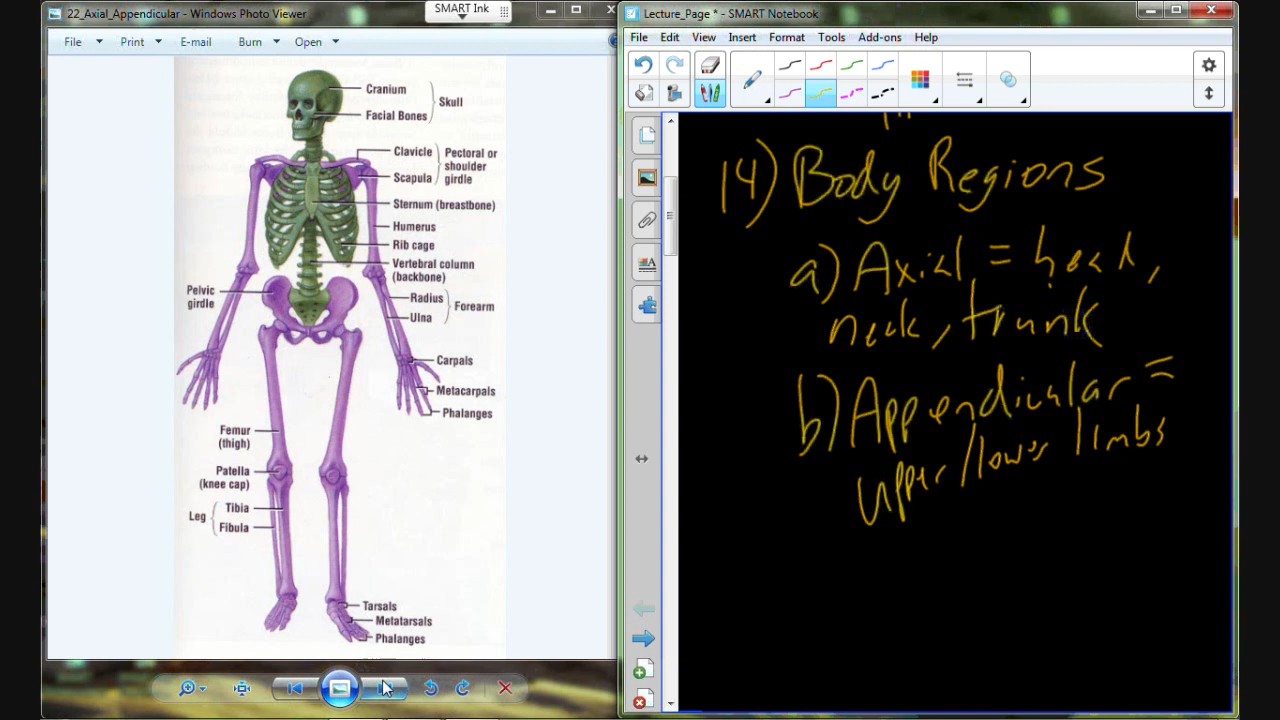 22_Axial_Appendicular - Windows Photo Viewer
SMART Ink
File Print E-mail Burn Open
Cranium
Facial Bones
Skull
Clavicle
Scapula
Pectoral or
shoulder
girdle
Sternum (breastbone)
Humerus
Rib cage
Vertebral column
(backbone)
Pelvic
girdle
Radius
Ulna
Forearm
Carpals
Metacarpals
Phalanges
Femur
(thigh)
Patella
(knee cap)
Leg
Tibia
Fibula
Tarsals
Metatarsals
Phalanges
Lecture_Page * - SMART Notebook
File Edit View Insert Format Tools Add-ons Help
14) Body Regions
a) Axial = head,
neck, trunk
b) Appendicular =
upper/lower limbs